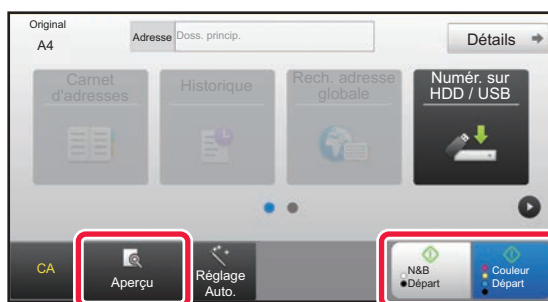 Original
A4
Adresse Doss. princip.
Détails
Carnet
d'adresses
Historique
Rech. adresse
globale
Numér. sur
HDD / USB
CA
Aperçu
Réglage
Auto.
N&B
Départ
Couleur
Départ